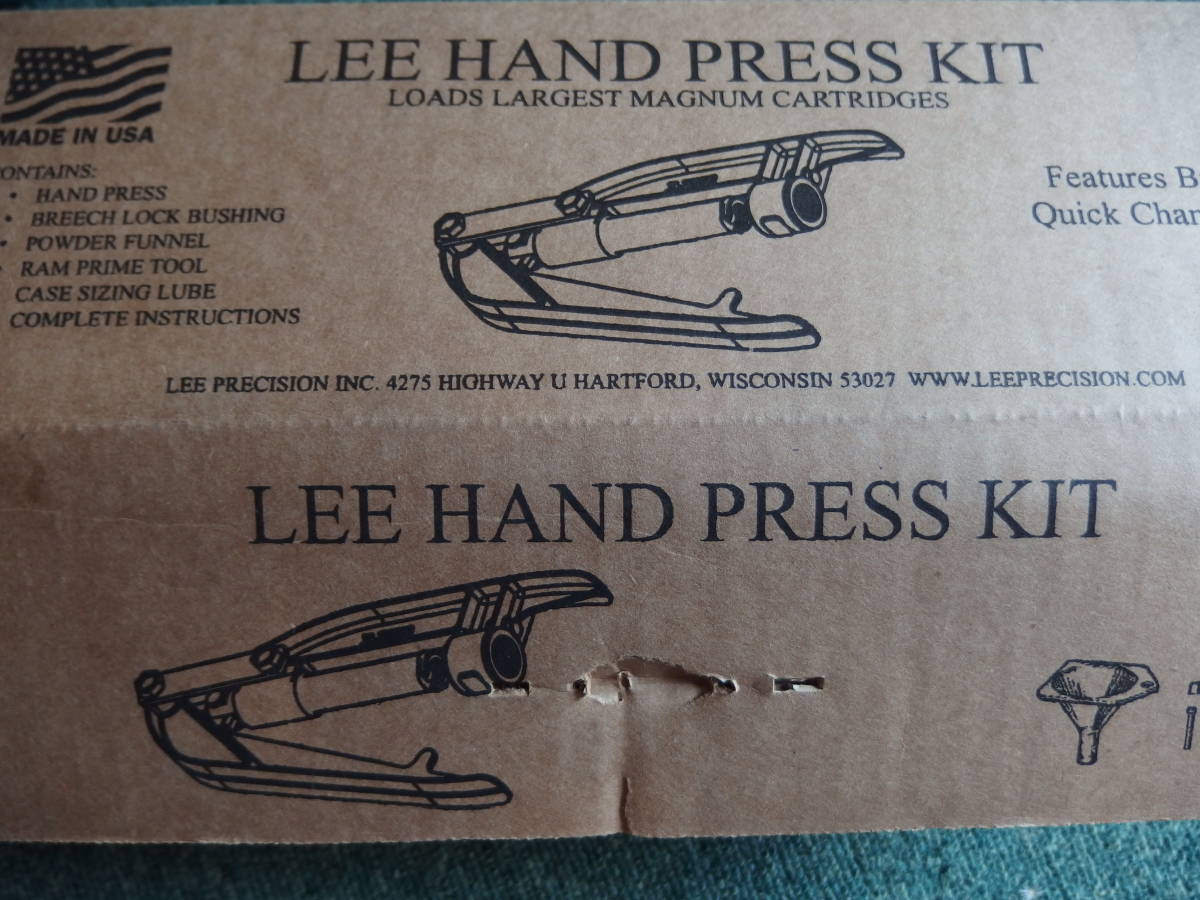 LEE HAND PRESS KIT
LOADS LARGEST MAGNUM CARTRIDGES
MADE IN USA
ONTAINS:
• HAND PRESS
• BREECH LOCK BUSHING
• POWDER FUNNEL
• RAM PRIME TOOL
CASE SIZING LUBE
COMPLETE INSTRUCTIONS
Features B
Quick Chan
LEE PRECISION INC. 4275 HIGHWAY U HARTFORD, WISCONSIN 53027 WWW.LEEPRECISION.COM
LEE HAND PRESS KIT